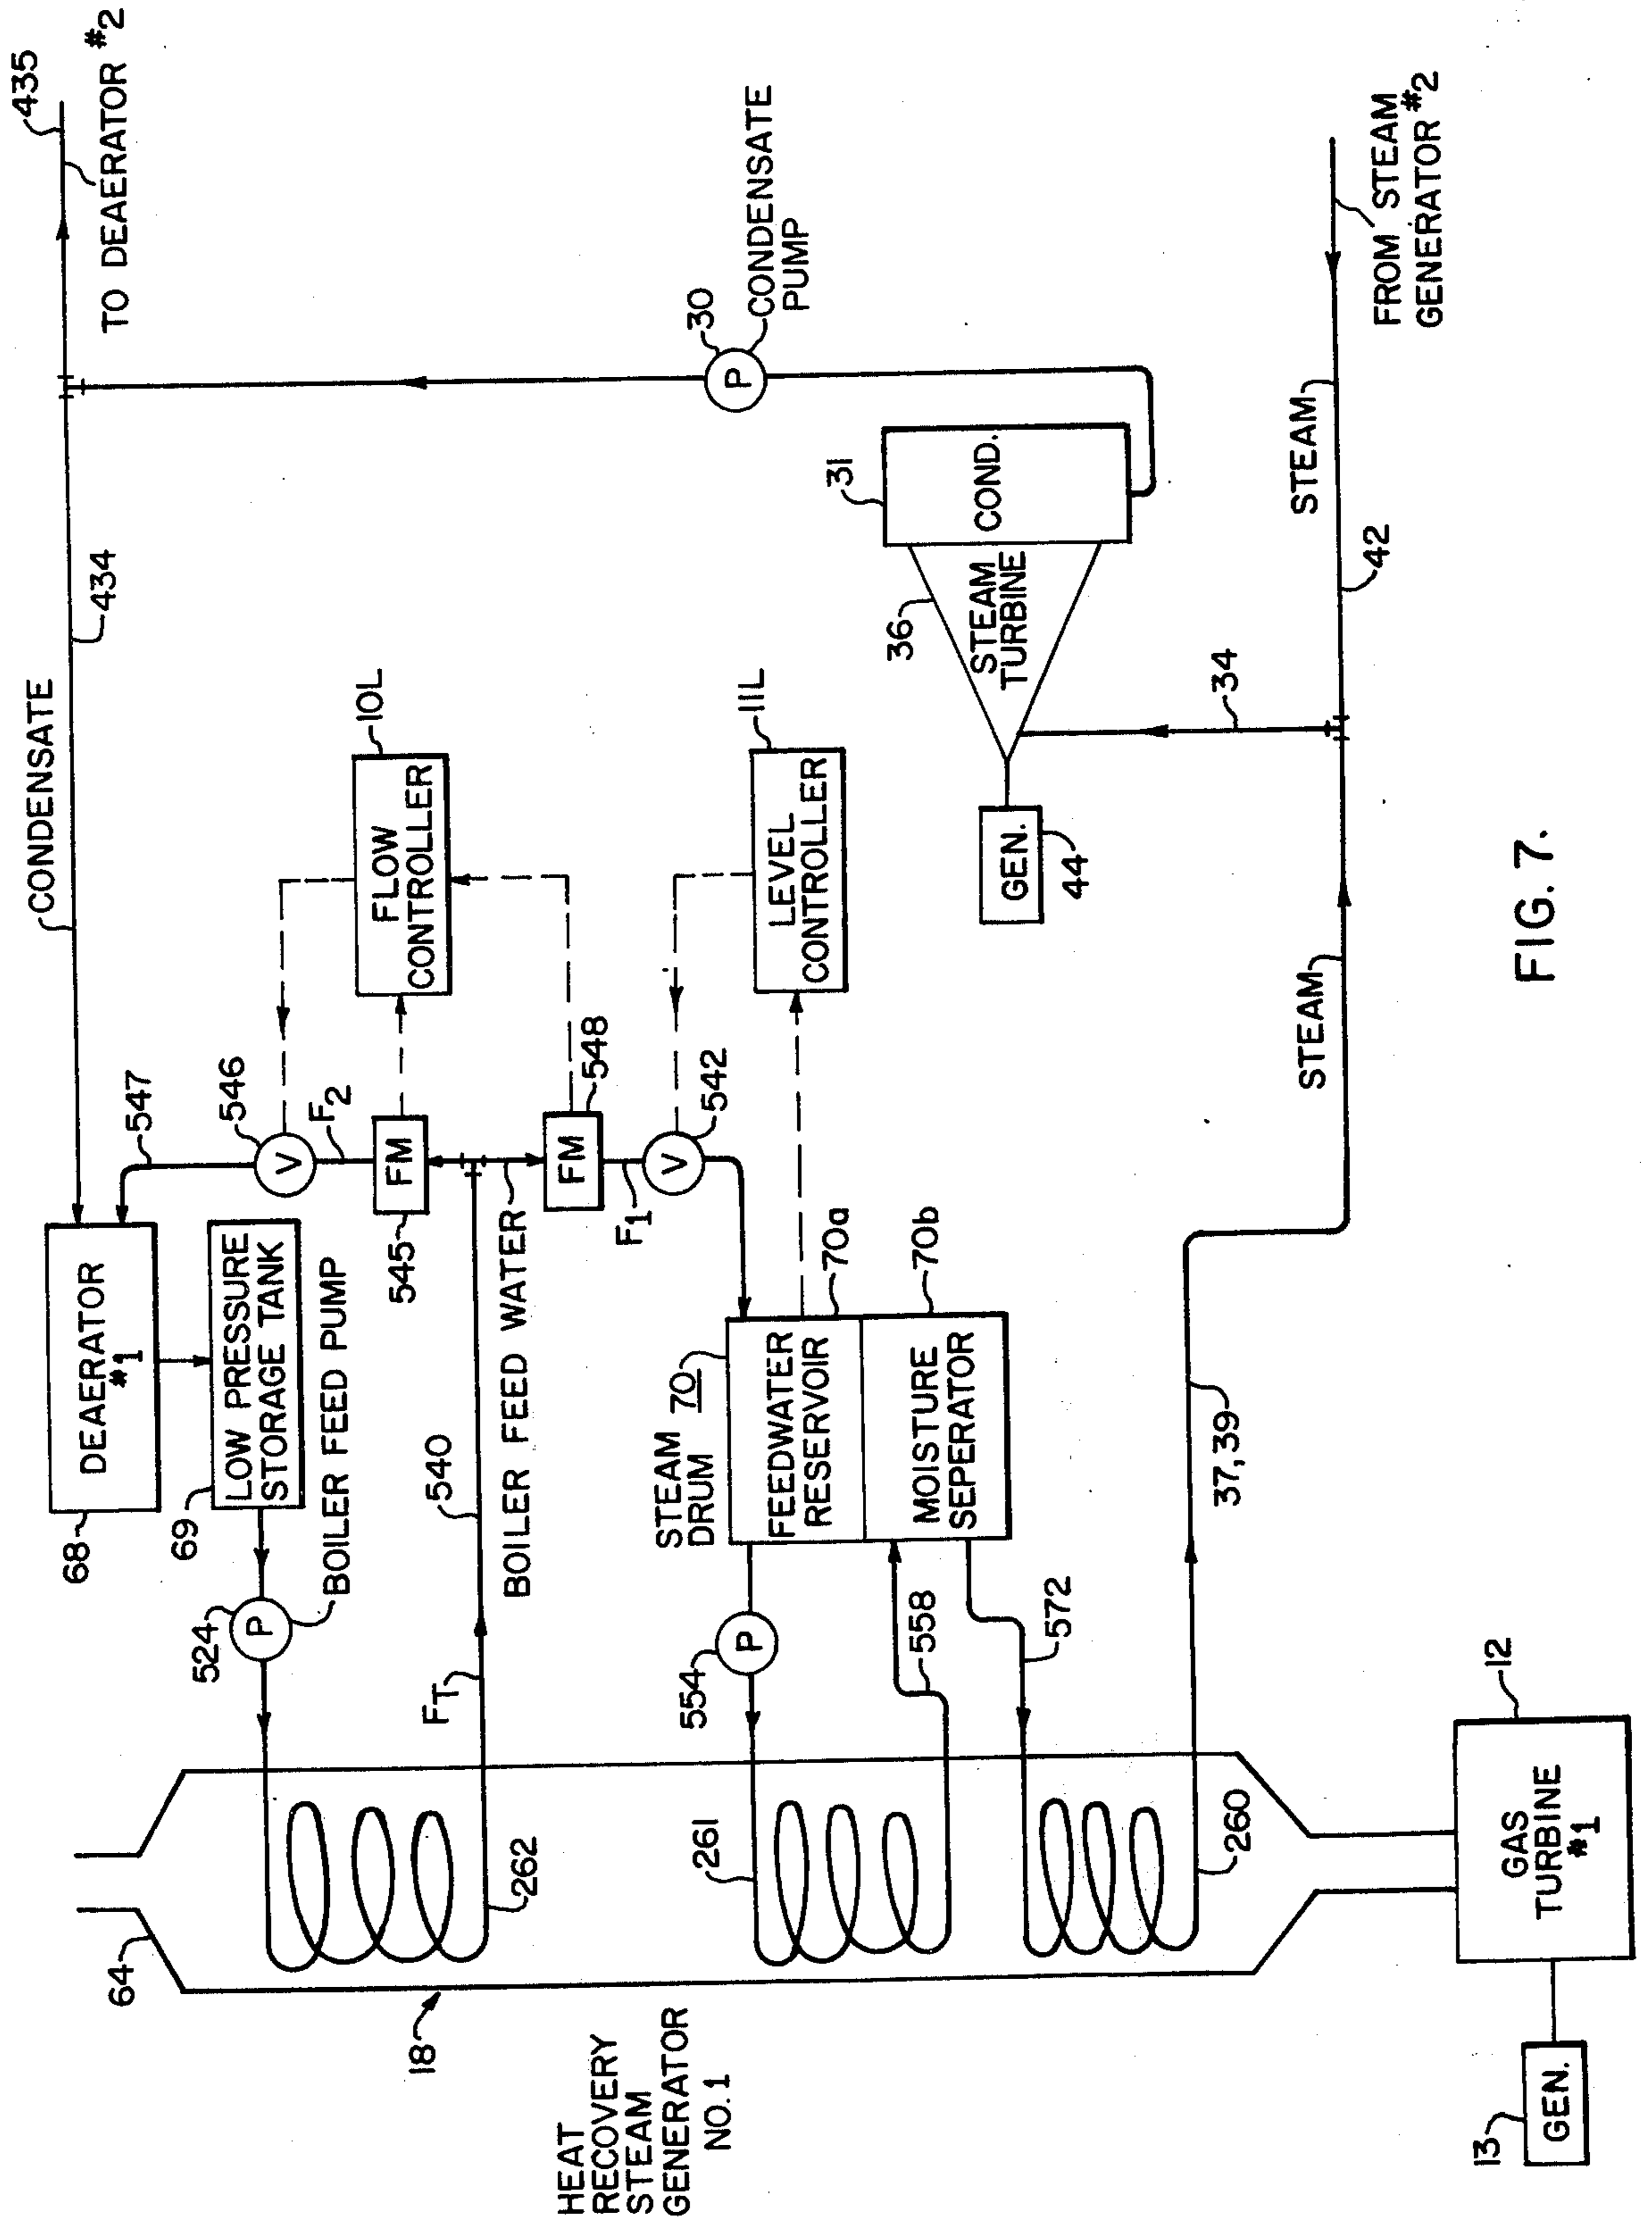 435
TO DEAERATOR #2
CONDENSATE
434
547
546
F2
10L
FLOW
CONTROLLER
DEAERATOR
#1
68
LOW PRESSURE
STORAGE TANK
69
BOILER FEED PUMP
524
P
V
FM
545
FM
548
F1
V
542
BOILER FEED WATER
540
FT
11L
LEVEL
CONTROLLER
30
P
CONDENSATE
PUMP
31
COND.
36
STEAM
TURBINE
GEN.
44
34
STEAM
42
FROM STEAM
GENERATOR #2
STEAM
STEAM
DRUM 70
FEEDWATER
RESERVOIR
70a
MOISTURE
SEPERATOR
70b
P
554
558
572
37,39
64
262
261
260
18
HEAT
RECOVERY
STEAM
GENERATOR
NO.1
GAS
TURBINE
#1
12
GEN.
13
FIG. 7.